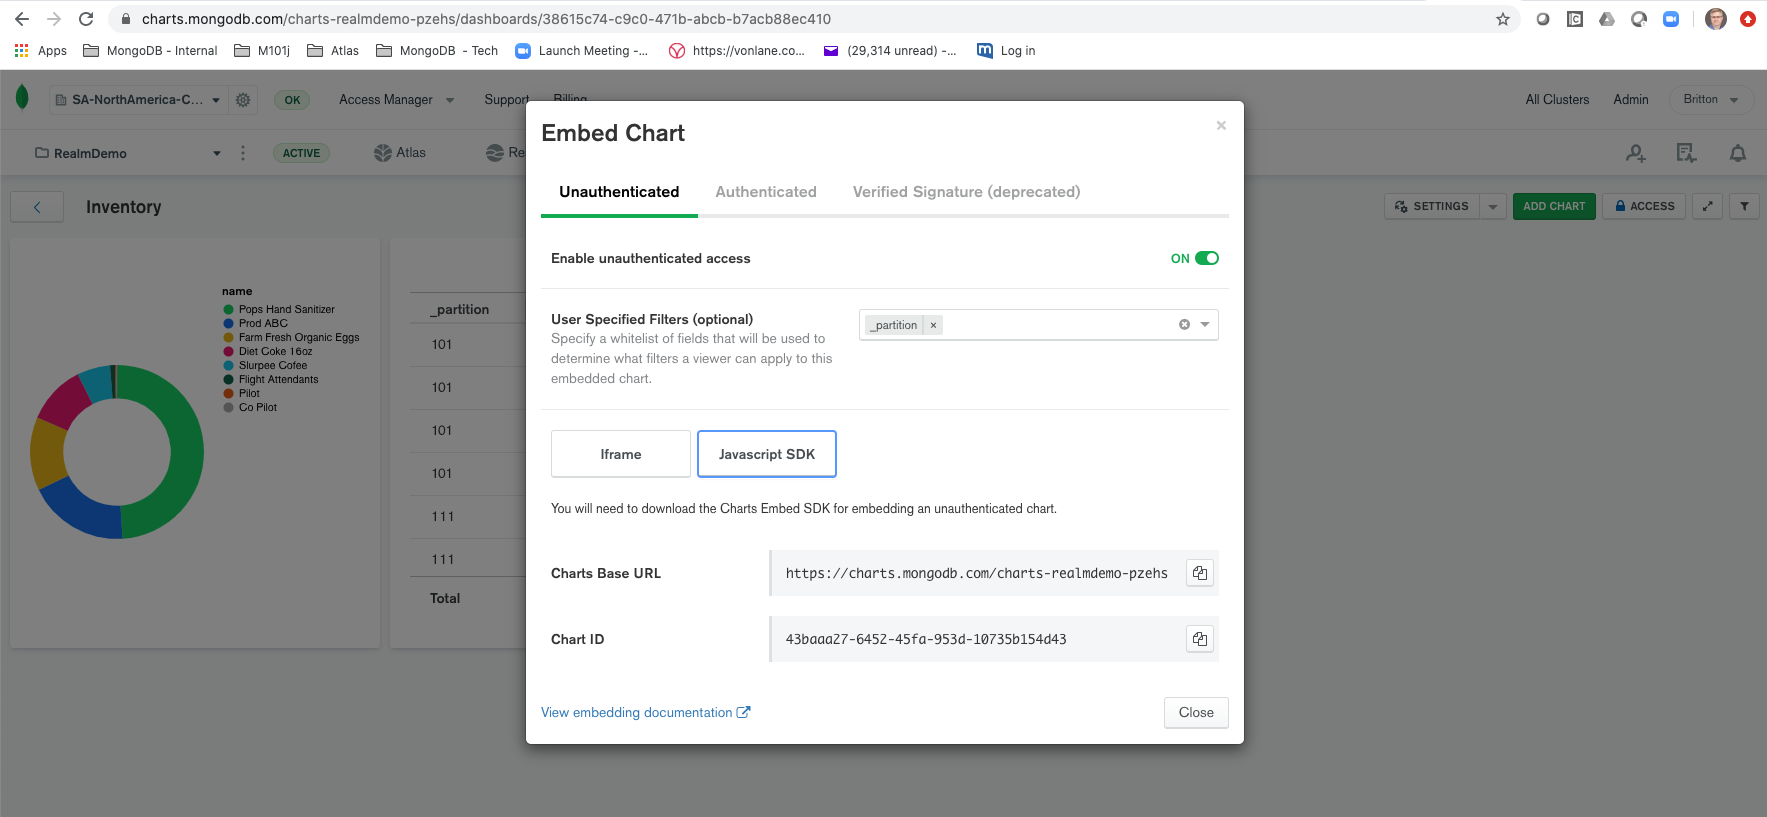 charts.mongodb.com/charts-realmdemo-pzehs/dashboards/38615c74-c9c0-471b-abcb-b7acb88ec410
Apps MongoDB - Internal M101j Atlas MongoDB - Tech Launch Meeting -... https://vonlane.co... (29,314 unread) -... Log in
SA-NorthAmerica-C... OK Access Manager Support Billing All Clusters Admin Britton
RealmDemo ACTIVE Atlas Re
Inventory SETTINGS ADD CHART ACCESS
name
Pops Hand Sanitizer
Prod ABC
Farm Fresh Organic Eggs
Diet Coke 16oz
Slurpee Cofee
Flight Attendants
Pilot
Co Pilot
_partition
101
101
101
101
111
111
Total
Embed Chart
Unauthenticated Authenticated Verified Signature (deprecated)
Enable unauthenticated access ON
User Specified Filters (optional)
Specify a whitelist of fields that will be used to
determine what filters a viewer can apply to this
embedded chart.
_partition ×
Iframe Javascript SDK
You will need to download the Charts Embed SDK for embedding an unauthenticated chart.
Charts Base URL https://charts.mongodb.com/charts-realmdemo-pzehs
Chart ID 43baaa27-6452-45fa-953d-10735b154d43
View embedding documentation Close